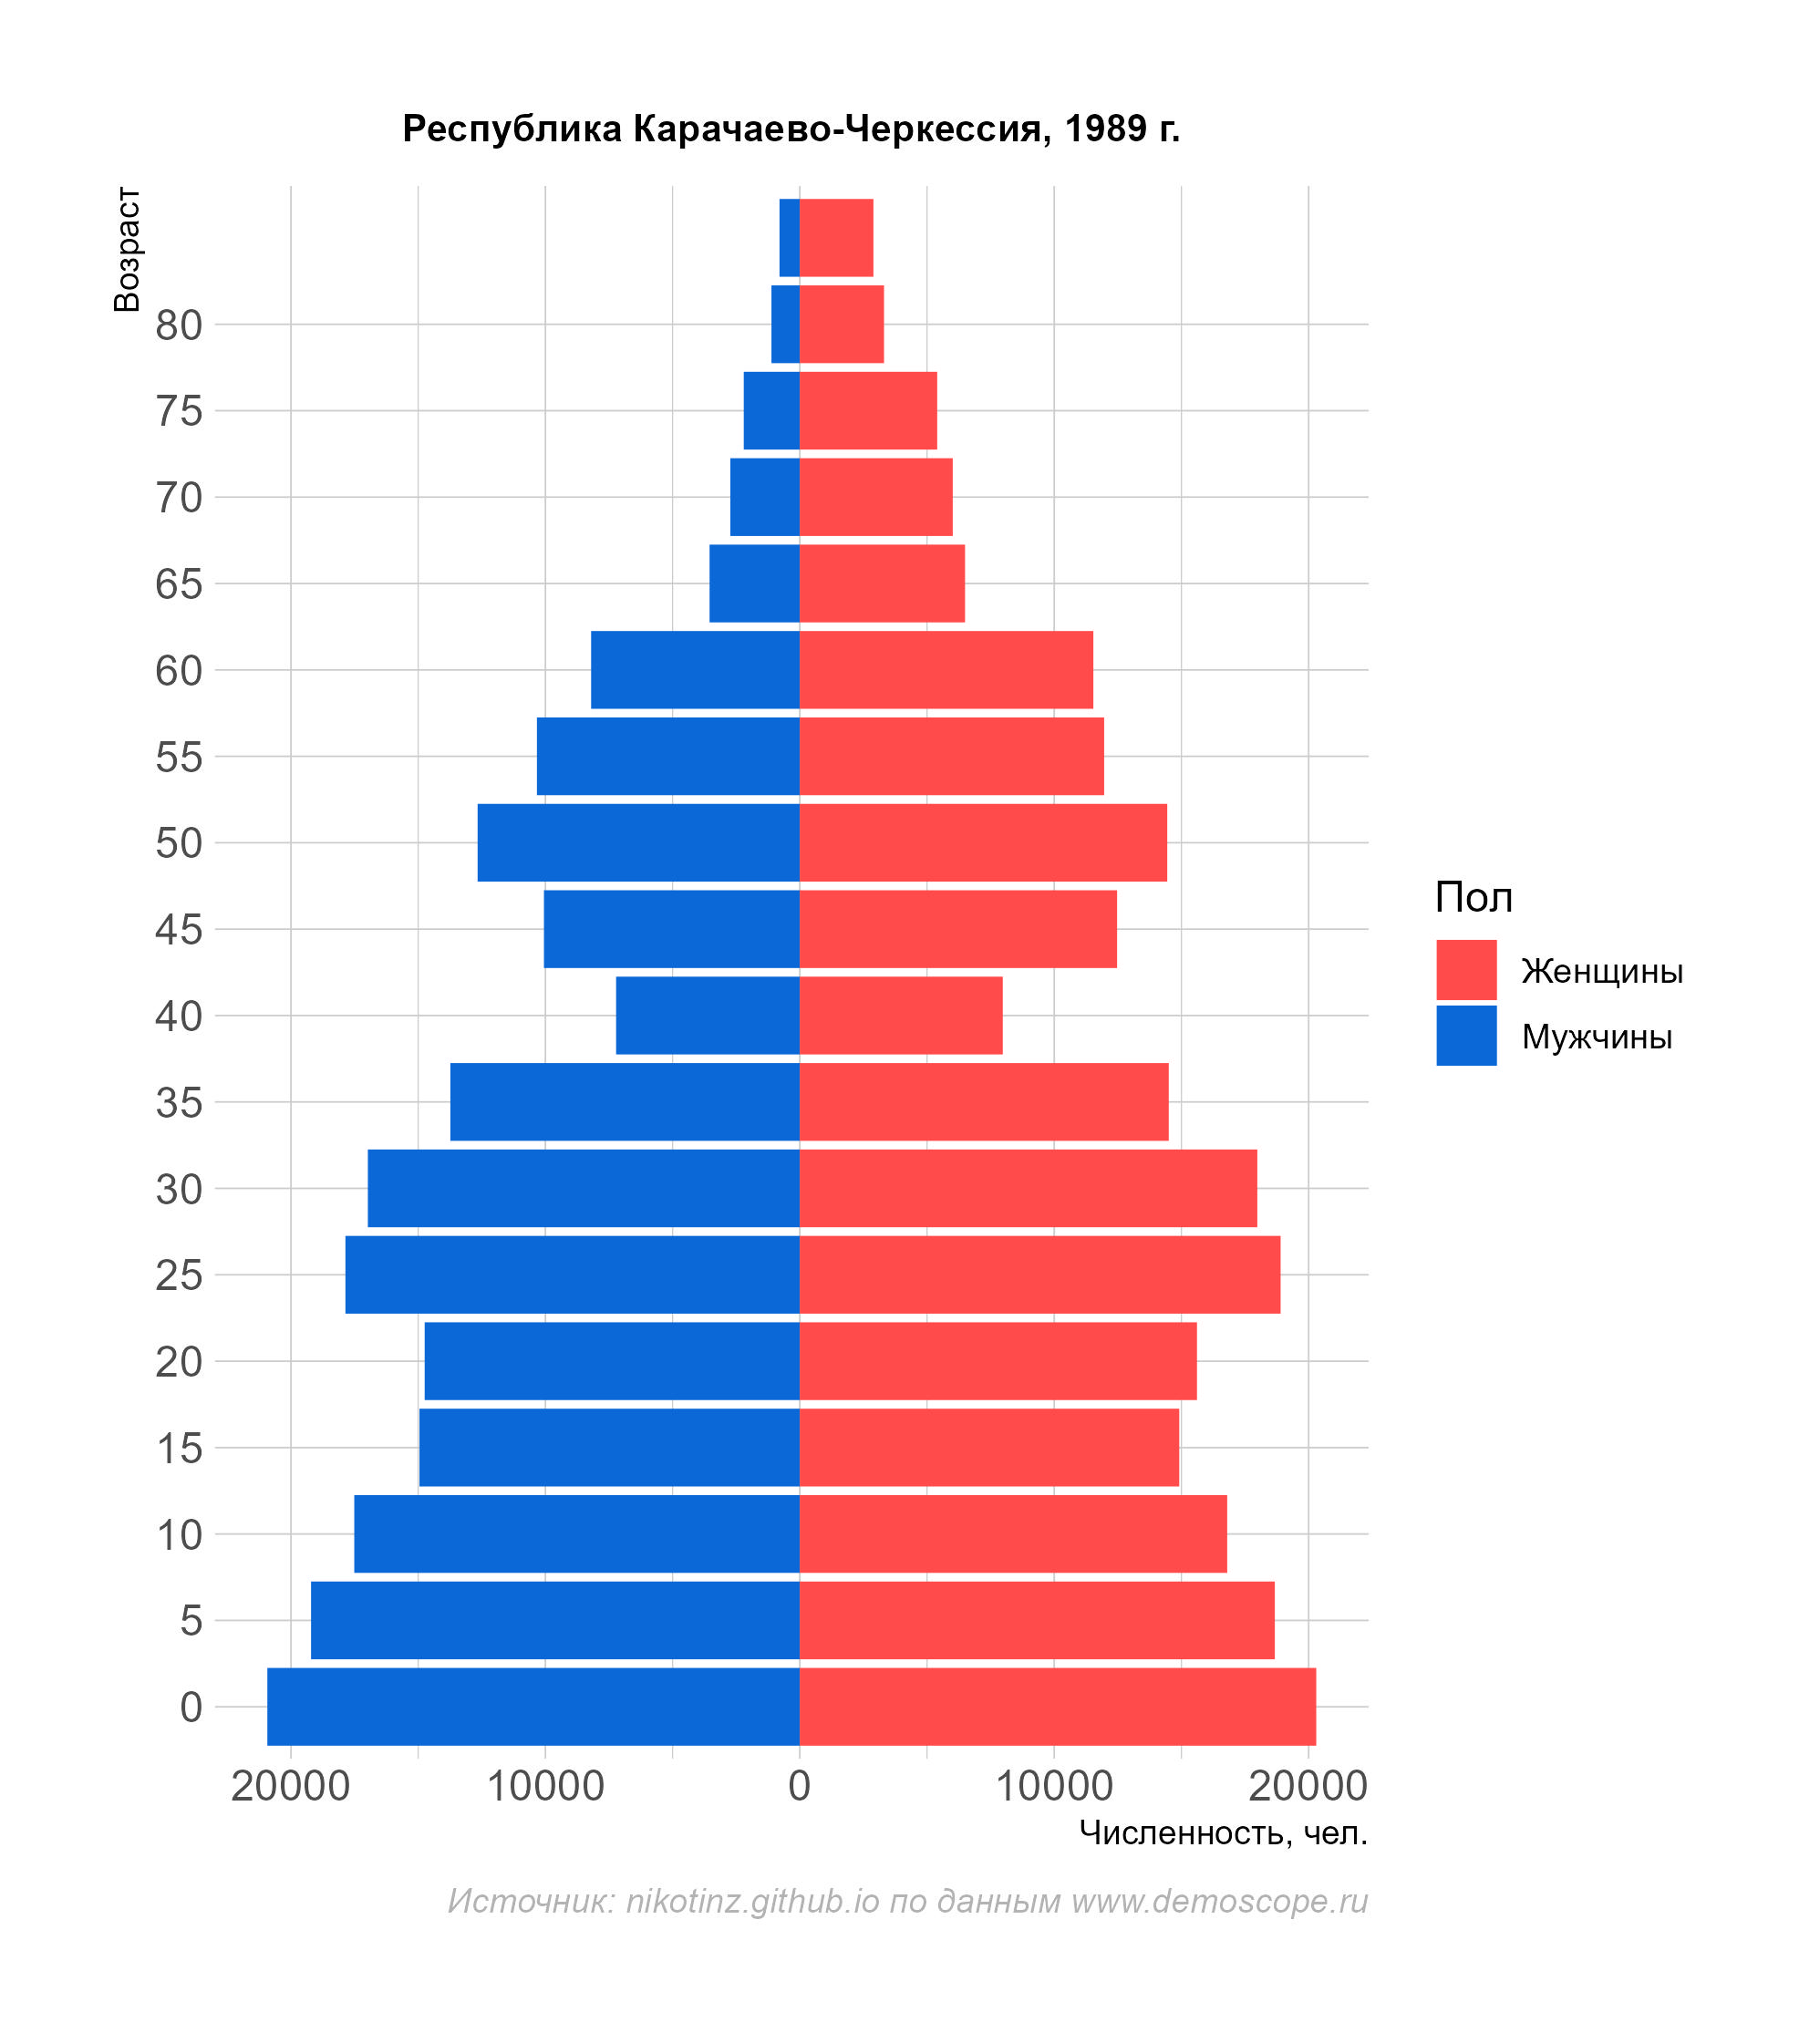 Республика Карачаево-Черкессия, 1989 г.
Возраст
80
75
70
65
60
55
50
45
40
35
30
25
20
15
10
5
0
20000 10000 0 10000 20000
Численность, чел.
Пол
Женщины
Мужчины
Источник: nikotinz.github.io по данным www.demoscope.ru